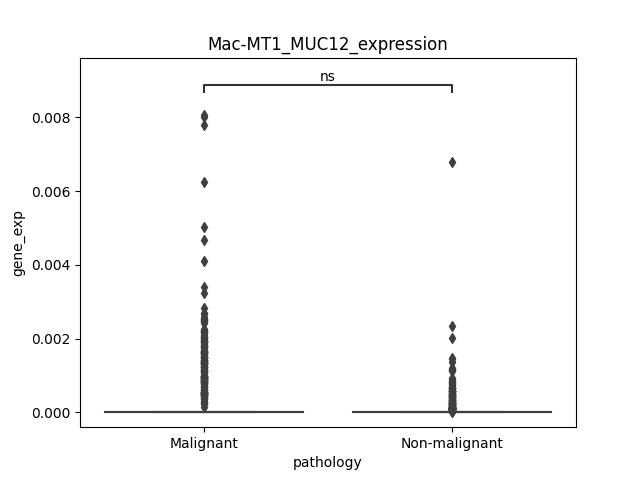 Mac-MT1_MUC12_expression
ns
0.008
0.006
0.004
0.002
0.000
gene_exp
Malignant
Non-malignant
pathology